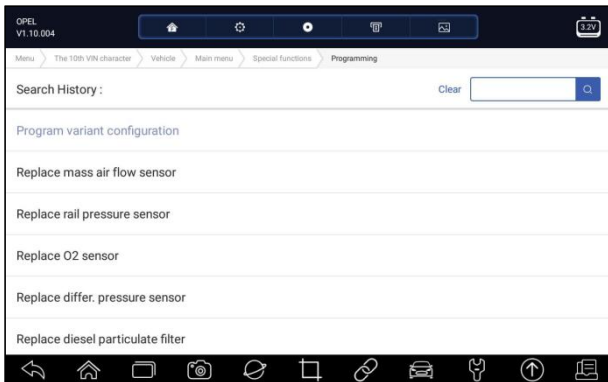 OPEL
V1.10.004
3.2V
Menu The 10th VIN character Vehicle Main menu Special functions Programming
Search History : Clear
Program variant configuration
Replace mass air flow sensor
Replace rail pressure sensor
Replace O2 sensor
Replace differ. pressure sensor
Replace diesel particulate filter